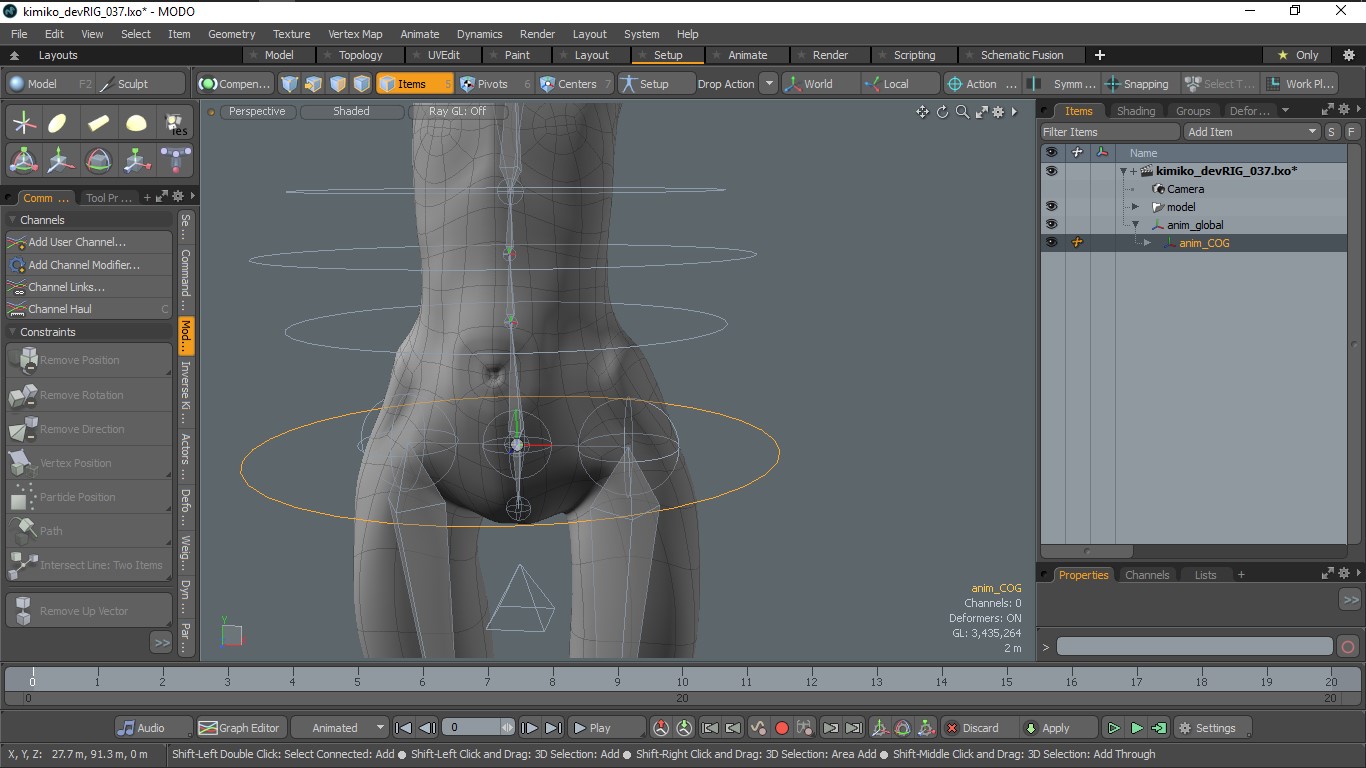 kimiko_devRIG_037.lxo* - MODO
File Edit View Select Item Geometry Texture Vertex Map Animate Dynamics Render Layout System Help
Layouts Model Topology UVEdit Paint Layout Setup Animate Render Scripting Schematic Fusion + Only
Model F2 Sculpt Compen... Items 5 Pivots 6 Centers 7 Setup Drop Action World Local Action ... Symm ... Snapping Select T... Work Pl...
Perspective Shaded Ray GL: Off
Items Shading Groups Defor...
Filter Items Add Item S F
Name
kimiko_devRIG_037.lxo*
Camera
model
anim_global
anim_COG
Comm ... Tool Pr... +
Channels
Add User Channel...
Add Channel Modifier...
Channel Links...
Channel Haul C
Constraints
Remove Position
Remove Rotation
Remove Direction
Vertex Position
Particle Position
Path
Intersect Line: Two Items
Remove Up Vector
>>
Se ...
Command ...
Mod...
Inverse Ki ...
Actors ...
Defo ...
Weig...
Dyn ...
Par ...
anim_COG
Channels: 0
Deformers: ON
GL: 3,435,264
2 m
Y
Properties Channels Lists +
>>
>
0 1 2 3 4 5 6 7 8 9 10 11 12 13 14 15 16 17 18 19 20
0 20 20
Audio Graph Editor Animated 0 Play Discard Apply Settings
X, Y, Z: 27.7 m, 91.3 m, 0 m Shift-Left Double Click: Select Connected: Add ● Shift-Left Click and Drag: 3D Selection: Add ● Shift-Right Click and Drag: 3D Selection: Area Add ● Shift-Middle Click and Drag: 3D Selection: Add Through